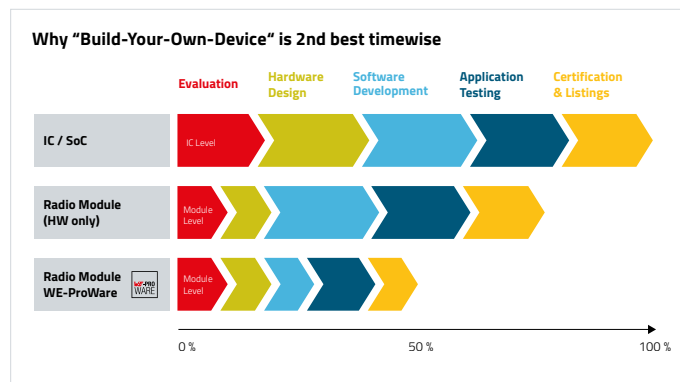 Why “Build-Your-Own-Device“ is 2nd best timewise
Evaluation
Hardware
Design
Software
Development
Application
Testing
Certification
& Listings
IC / SoC
IC Level
Radio Module
(HW only)
Module
Level
Radio Module
WE-ProWare
WE-PRO
WARE
Module
Level
0 %
50 %
100 %